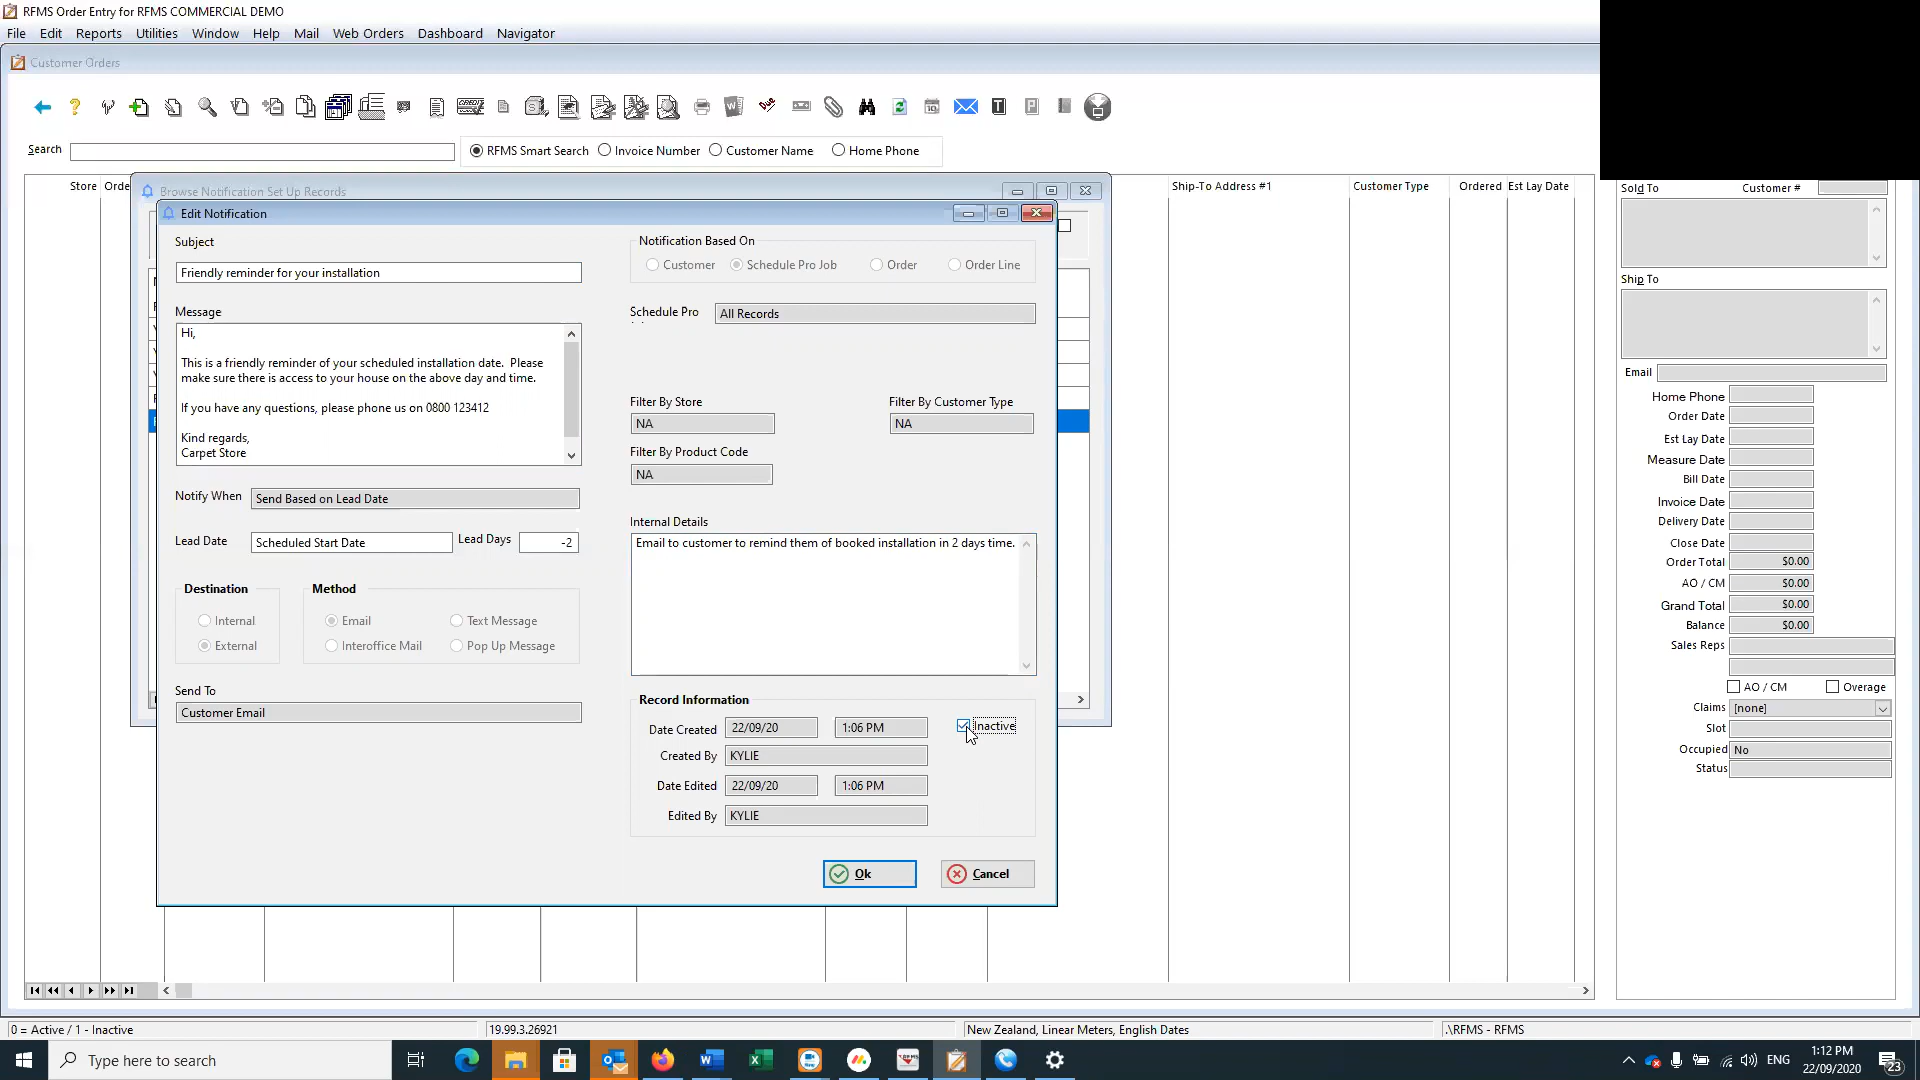 RFMS Order Entry for RFMS COMMERCIAL DEMO
File Edit Reports Utilities Window Help Mail Web Orders Dashboard Navigator
Customer Orders
Search RFMS Smart Search Invoice Number Customer Name Home Phone
Store Orde Ship-To Address #1 Customer Type Ordered Est Lay Date
Browse Notification Set Up Records
Edit Notification
Subject
Friendly reminder for your installation
Message
Hi,
This is a friendly reminder of your scheduled installation date. Please
make sure there is access to your house on the above day and time.
If you have any questions, please phone us on 0800 123412
Kind regards,
Carpet Store
Notify When Send Based on Lead Date
Lead Date Scheduled Start Date Lead Days -2
Destination
Internal
External
Method
Email Text Message
Interoffice Mail Pop Up Message
Send To
Customer Email
Notification Based On
Customer Schedule Pro Job Order Order Line
Schedule Pro All Records
Filter By Store Filter By Customer Type
NA NA
Filter By Product Code
NA
Internal Details
Email to customer to remind them of booked installation in 2 days time.
Record Information
Date Created 22/09/20 1:06 PM Inactive
Created By KYLIE
Date Edited 22/09/20 1:06 PM
Edited By KYLIE
Ok Cancel
Sold To Customer #
Ship To
Email
Home Phone
Order Date
Est Lay Date
Measure Date
Bill Date
Invoice Date
Delivery Date
Close Date
Order Total $0.00
AO / CM $0.00
Grand Total $0.00
Balance $0.00
Sales Reps
AO / CM Overage
Claims [none]
Slot
Occupied No
Status
0 = Active / 1 - Inactive 19.99.3.26921 New Zealand, Linear Meters, English Dates .\RFMS - RFMS
Type here to search
ENG 1:12 PM
22/09/2020
23